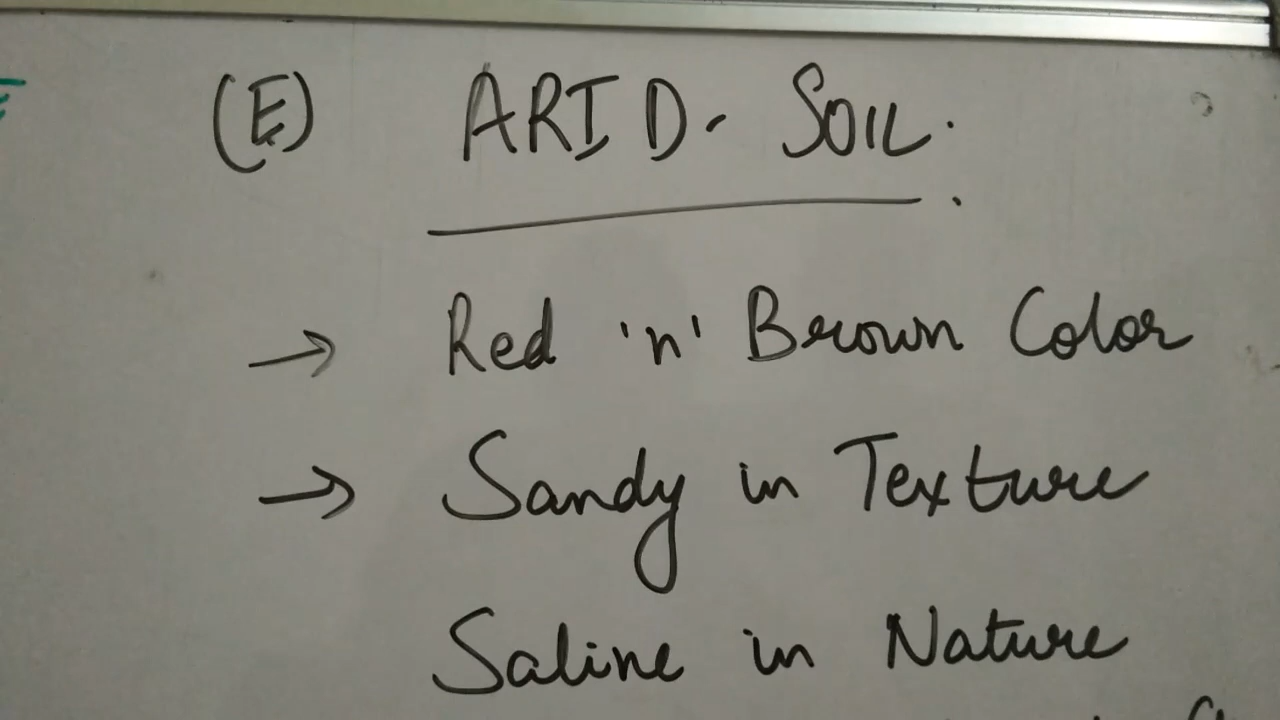 (E) ARID. SOIL.
→ Red 'n' Brown Color
→ Sandy in Texture
Saline in Nature